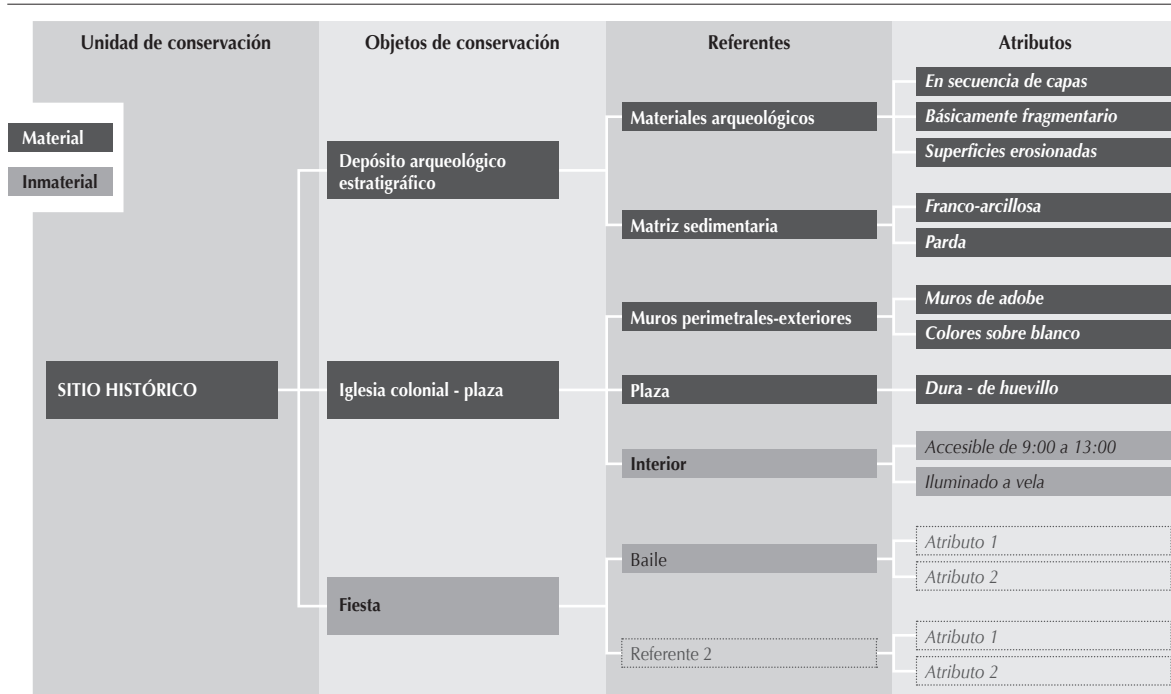 Unidad de conservación
Objetos de conservación
Referentes
Atributos
Material
Inmaterial
SITIO HISTÓRICO
Depósito arqueológico
estratigráfico
Materiales arqueológicos
En secuencia de capas
Básicamente fragmentario
Superficies erosionadas
Matriz sedimentaria
Franco-arcillosa
Parda
Iglesia colonial - plaza
Muros perimetrales-exteriores
Muros de adobe
Colores sobre blanco
Plaza
Dura - de huevillo
Interior
Accesible de 9:00 a 13:00
Iluminado a vela
Fiesta
Baile
Atributo 1
Atributo 2
Referente 2
Atributo 1
Atributo 2